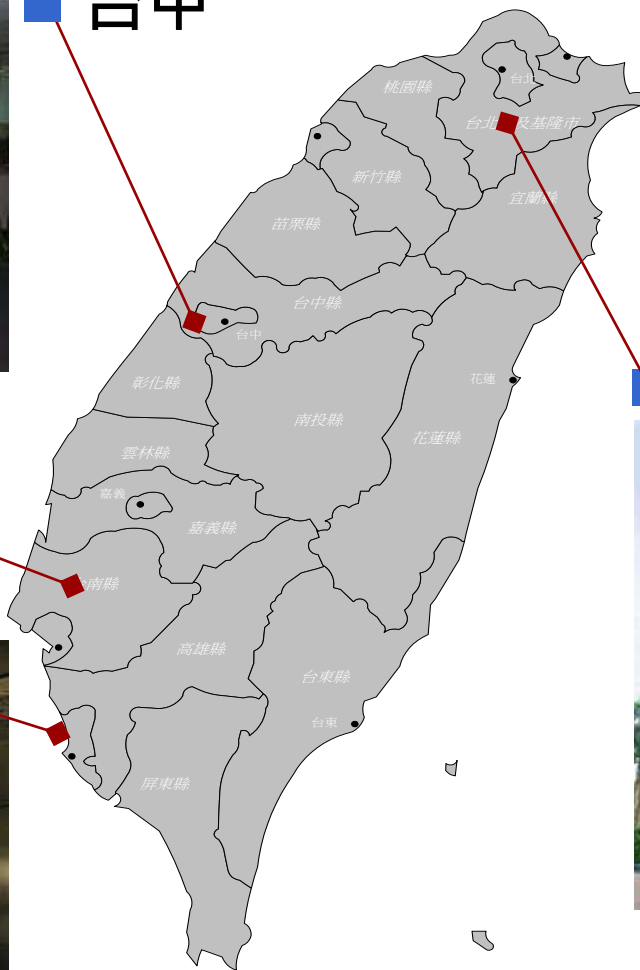 台中
台北
桃園縣
台北 及基隆市
新竹縣
宜蘭縣
苗栗縣
台中縣
台中
花蓮
彰化縣
南投縣
花蓮縣
雲林縣
嘉義
嘉義縣
南縣
高雄縣
台東縣
台東
屏東縣